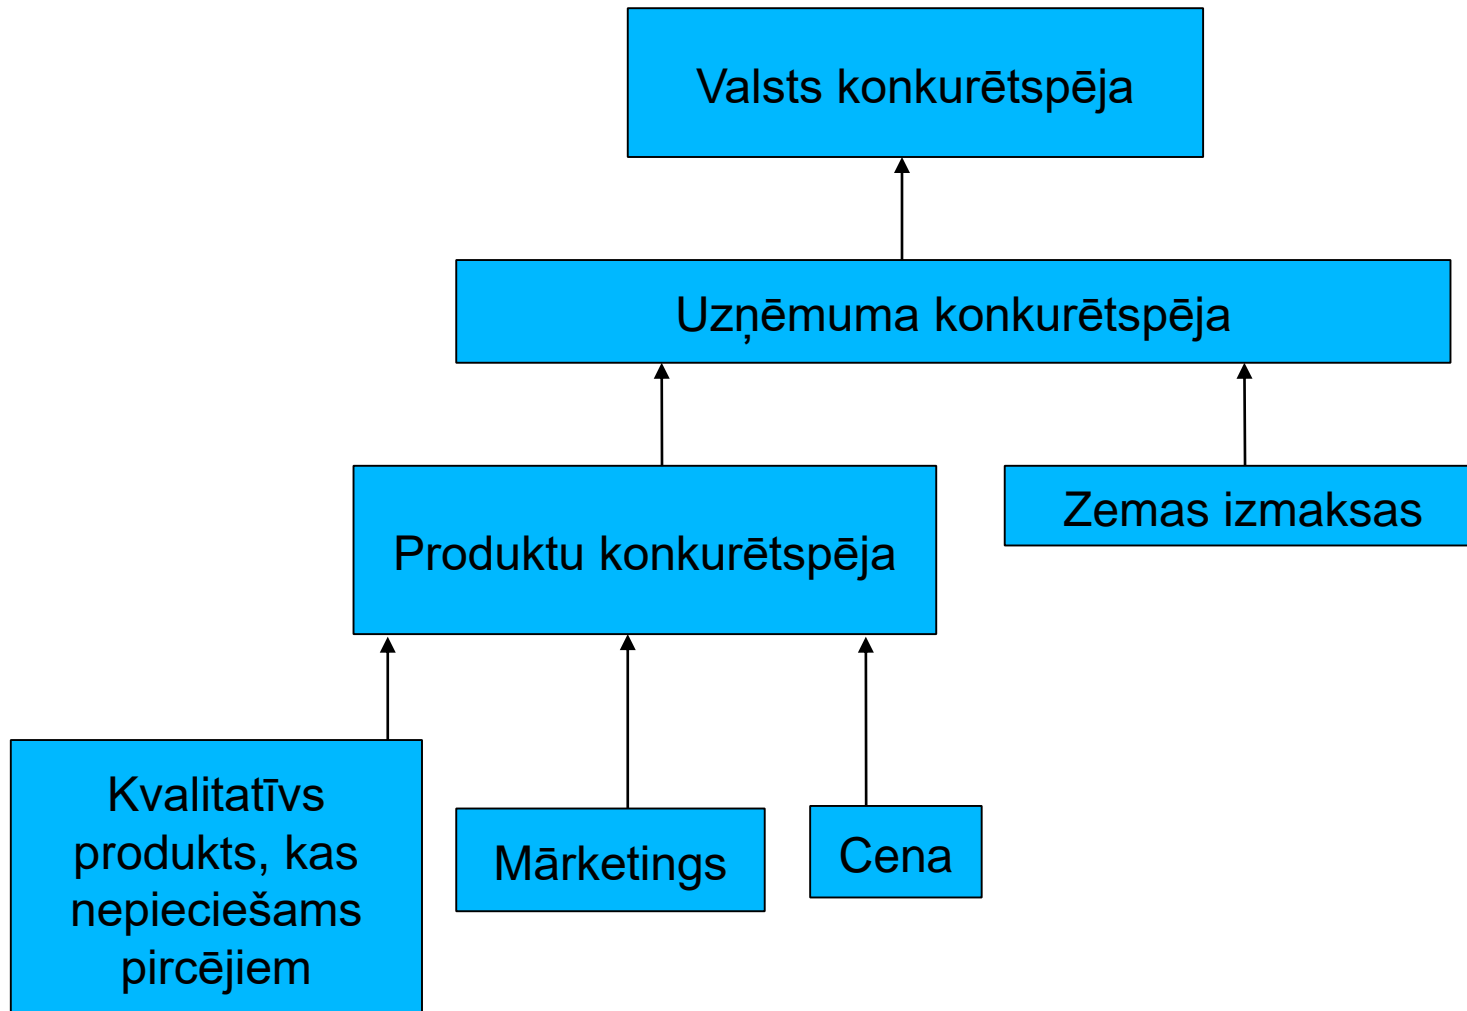 Valsts konkurētspēja
Uzņēmuma konkurētspēja
Produktu konkurētspēja
Zemas izmaksas
Kvalitatīvs
produkts, kas
nepieciešams
pircējiem
Mārketings
Cena